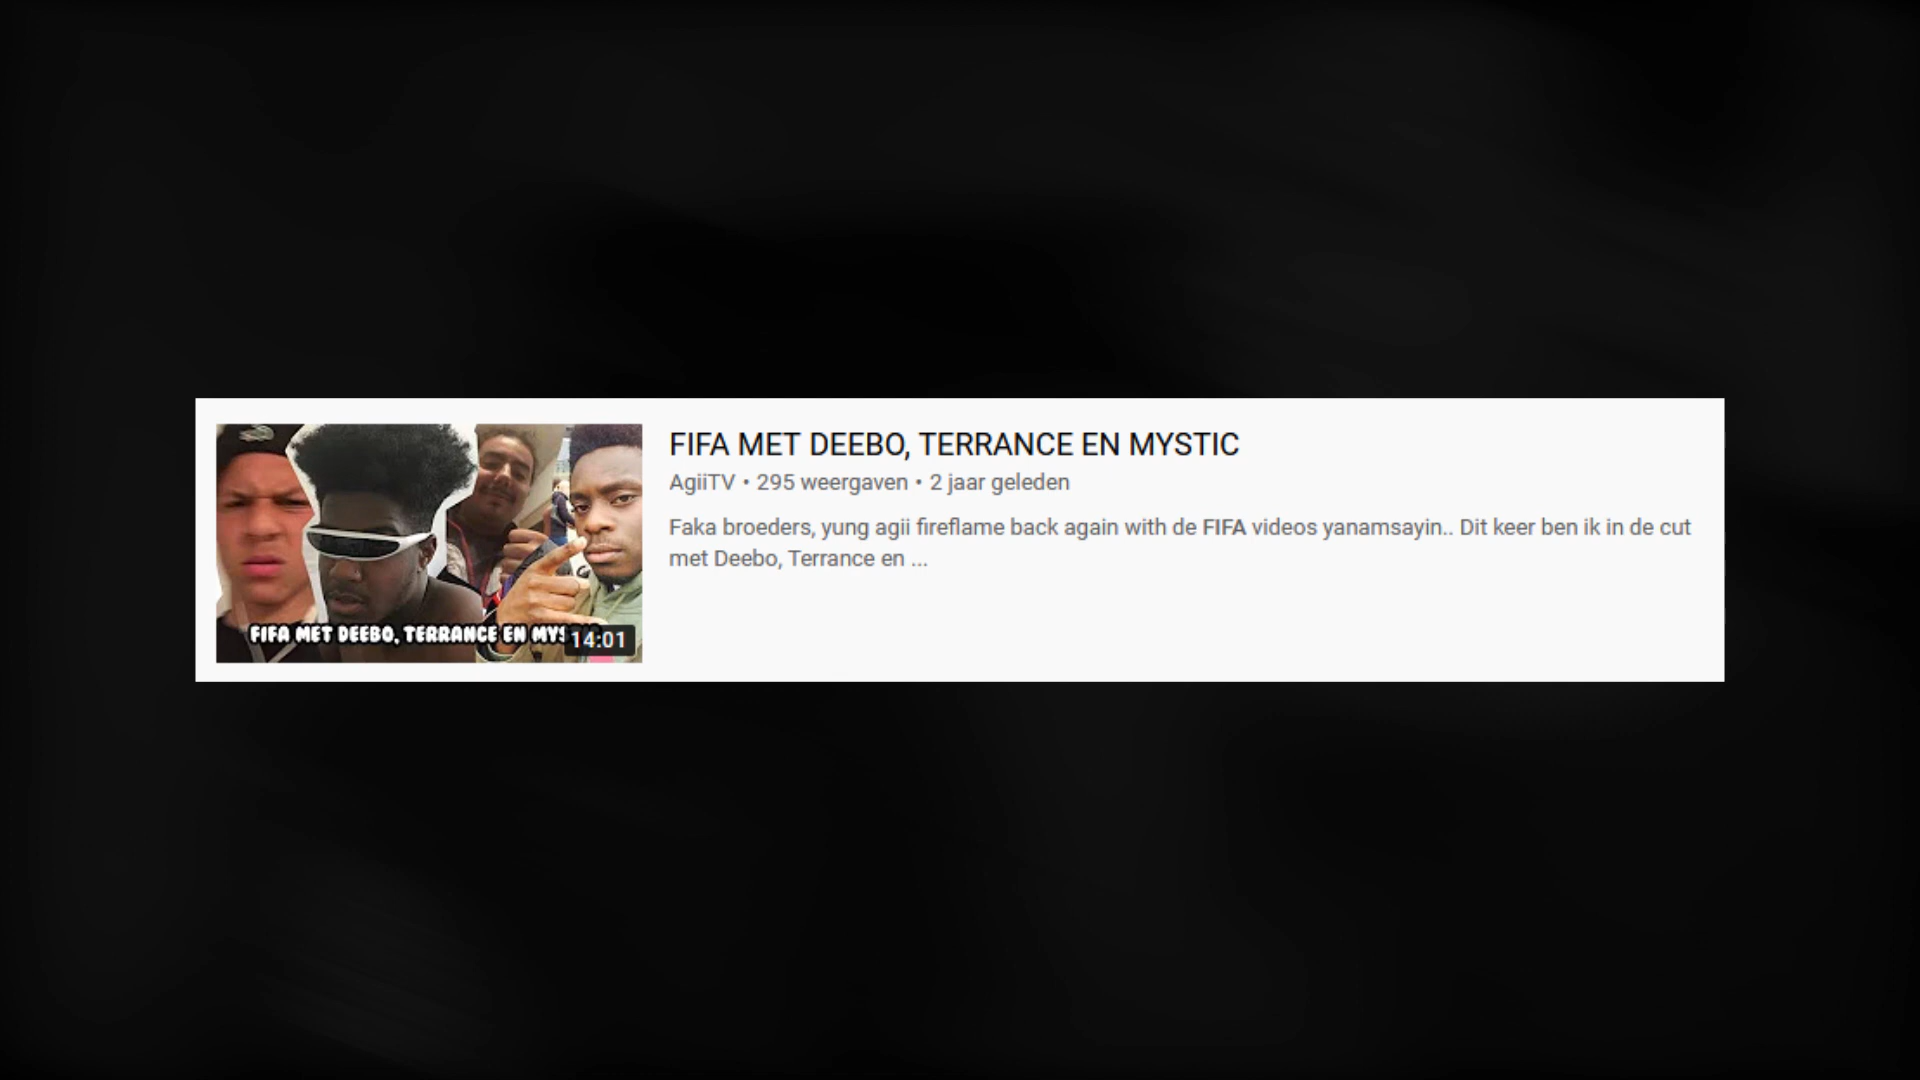 FIFA MET DEEBO, TERRANCE EN MYSTIC
AgiiTV • 295 weergaven • 2 jaar geleden
Faka broeders, yung agii fireflame back again with de FIFA videos yanamsayin.. Dit keer ben ik in de cut
met Deebo, Terrance en ...
FIFA MET DEEBO, TERRANCE EN MYS
14:01